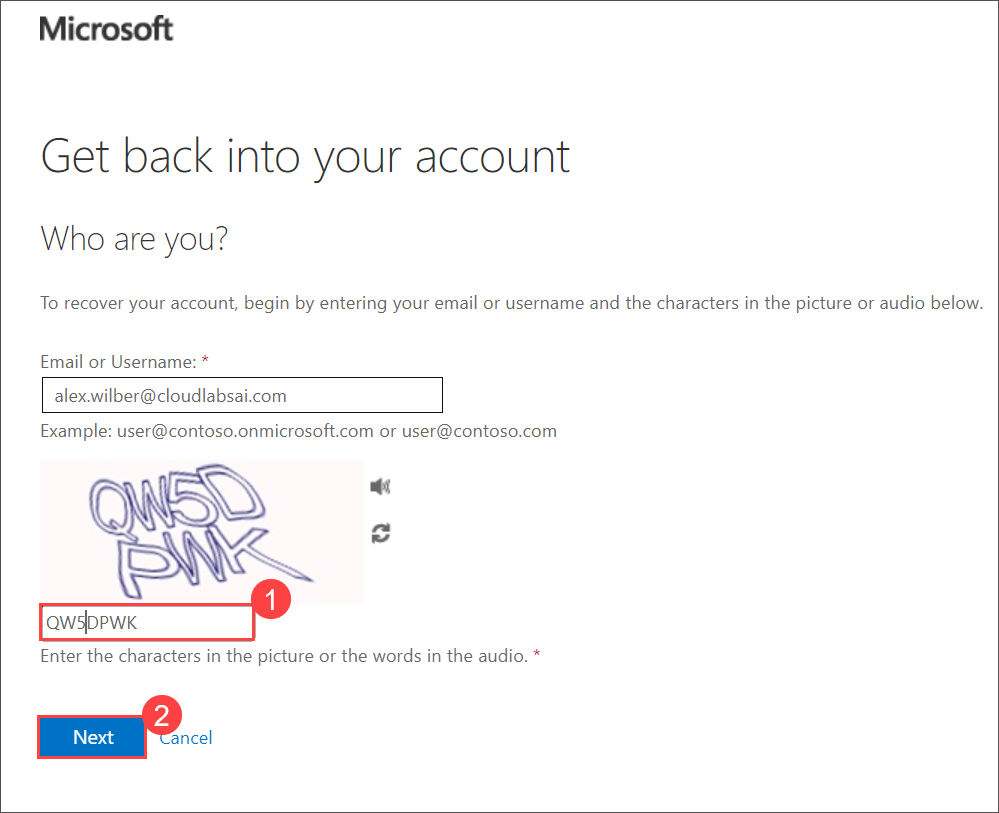 Microsoft
Get back into your account
Who are you?
To recover your account, begin by entering your email or username and the characters in the picture or audio below.
Email or Username: *
alex.wilber@cloudlabsai.com
Example: user@contoso.onmicrosoft.com or user@contoso.com
QW5D
PWK
1
QW5DPWK
Enter the characters in the picture or the words in the audio. *
2
Next Cancel